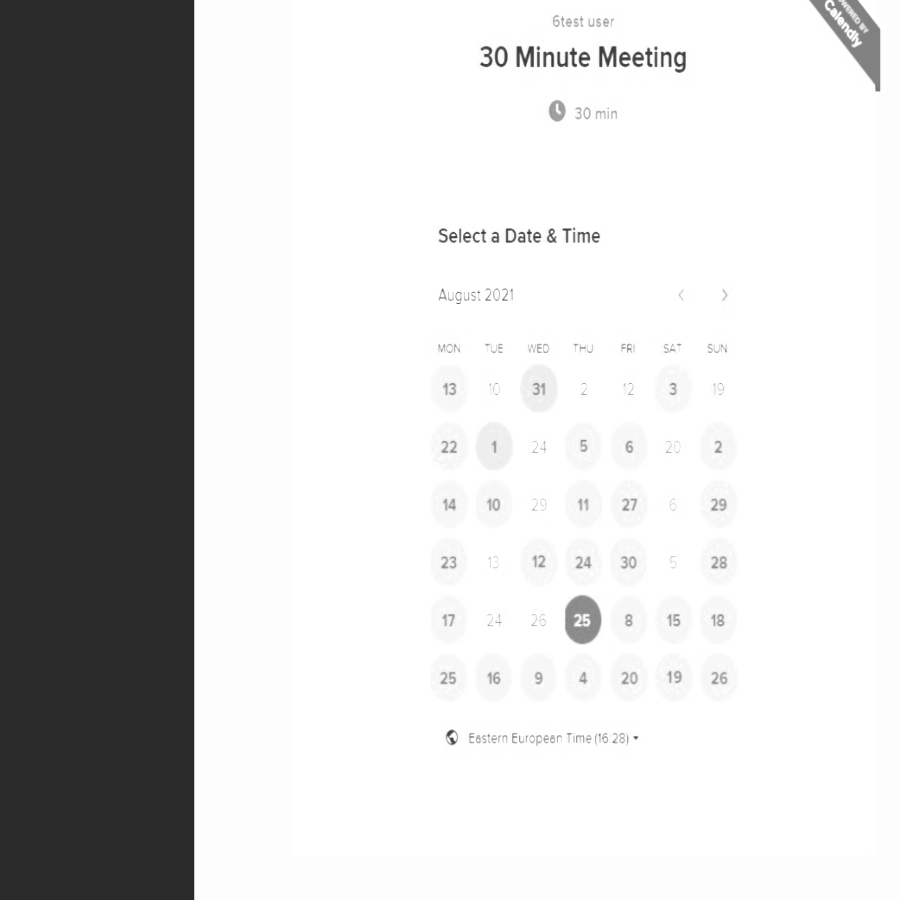 POWERED BY
Calendly
6test user
30 Minute Meeting
30 min
Select a Date & Time
August 2021
MON TUE WED THU FRI SAT SUN
13 10 31 2 12 3 19
22 1 24 5 6 20 2
14 10 29 11 27 6 29
23 13 12 24 30 5 28
17 24 26 25 8 15 18
25 16 9 4 20 19 26
Eastern European Time (16:28)